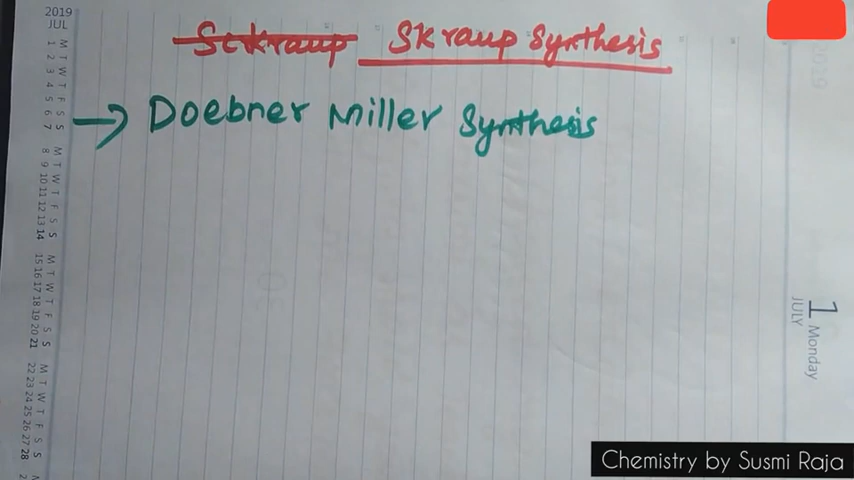 2019
JUL
Sckraup Skraup Synthesis
→ Doebner Miller Synthesis
M T W T F S S M T W T F S S M T W T F S S M T W T F S S
1 2 3 4 5 6 7 8 9 10 11 12 13 14 15 16 17 18 19 20 21 22 23 24 25 26 27 28 2
1 Monday
JULY
Chemistry by Susmi Raja